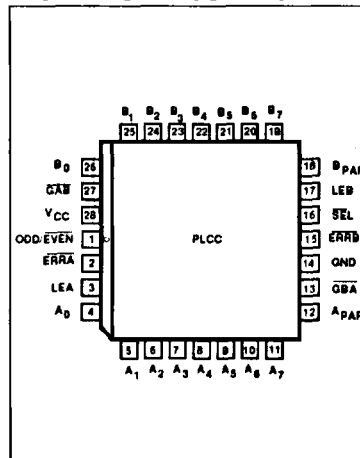 B1 B2 B3 B4 B5 B6 B7
25 24 23 22 21 20 19
B0 26 18 BPAR
GAB 27 17 LEB
VCC 28 16 SEL
ODD/EVEN 1 PLCC 15 ERRB
ERRA 2 14 GND
LEA 3 13 GBA
A0 4 12 APAR
5 6 7 8 9 10 11
A1 A2 A3 A4 A5 A6 A7